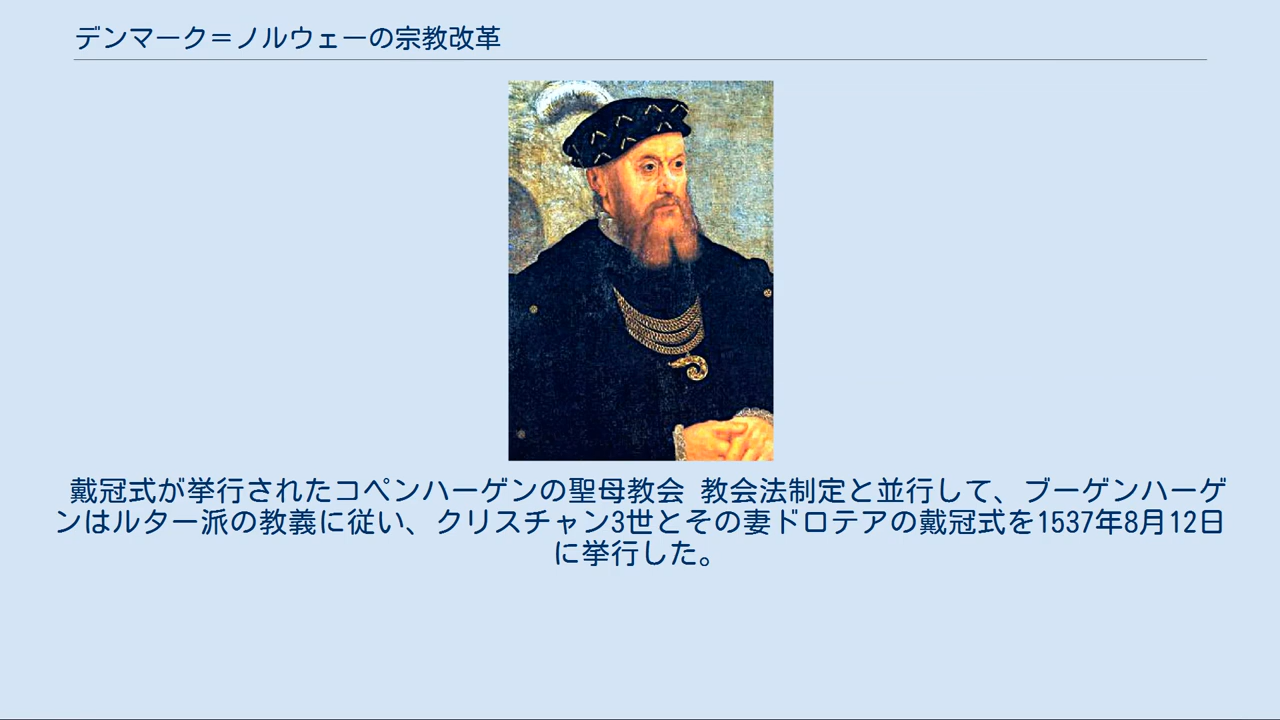 デンマーク＝ノルウェーの宗教改革
戴冠式が挙行されたコペンハーゲンの聖母教会 教会法制定と並行して、ブーゲンハーゲ
ンはルター派の教義に従い、クリスチャン3世とその妻ドロテアの戴冠式を1537年8月12日
に挙行した。